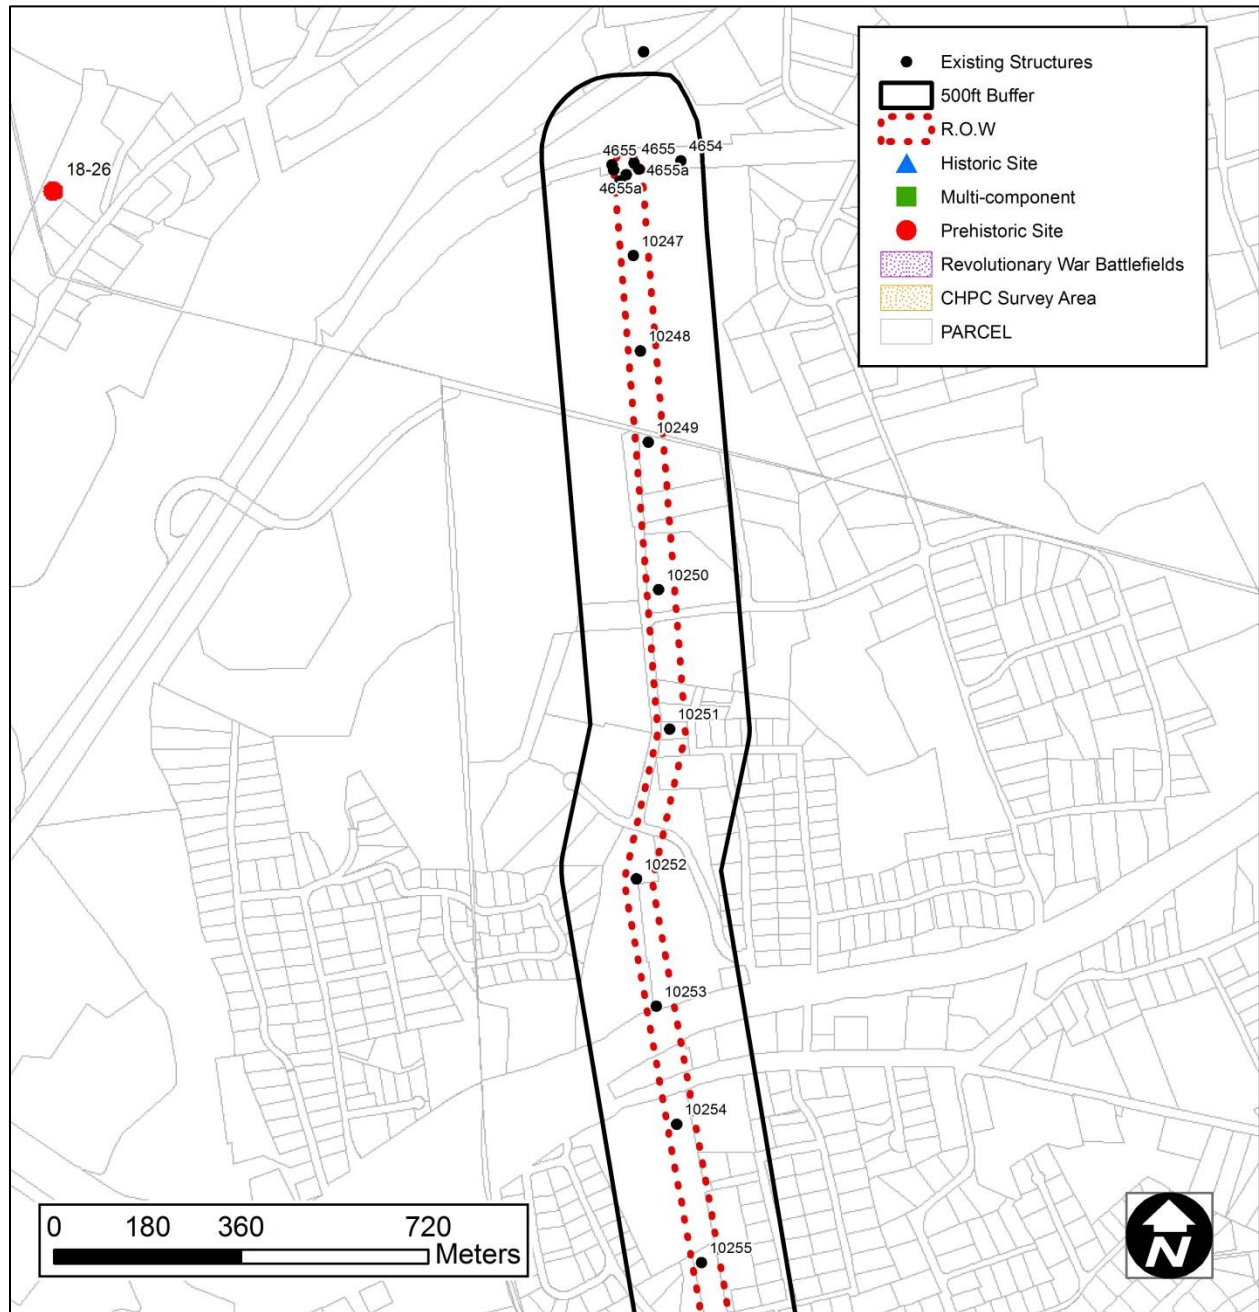 Existing Structures
500ft Buffer
R.O.W
Historic Site
Multi-component
Prehistoric Site
Revolutionary War Battlefields
CHPC Survey Area
PARCEL
18-26
4655 4655 4654
4655a
4655a
10247
10248
10249
10250
10251
10252
10253
10254
10255
0 180 360 720
Meters
N